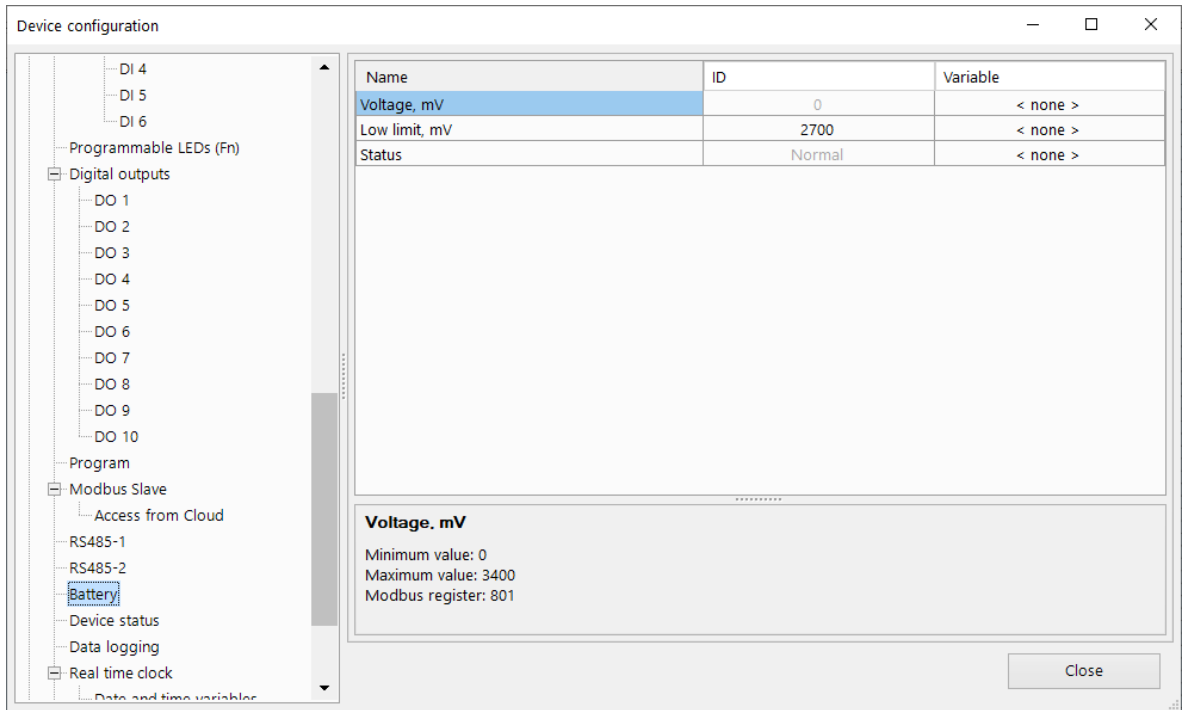 Device configuration
DI 4
DI 5
DI 6
Programmable LEDs (Fn)
Digital outputs
DO 1
DO 2
DO 3
DO 4
DO 5
DO 6
DO 7
DO 8
DO 9
DO 10
Program
Modbus Slave
Access from Cloud
RS485-1
RS485-2
Battery
Device status
Data logging
Real time clock
Date and time variables
Name ID Variable
Voltage, mV 0 < none >
Low limit, mV 2700 < none >
Status Normal < none >
Voltage, mV
Minimum value: 0
Maximum value: 3400
Modbus register: 801
Close